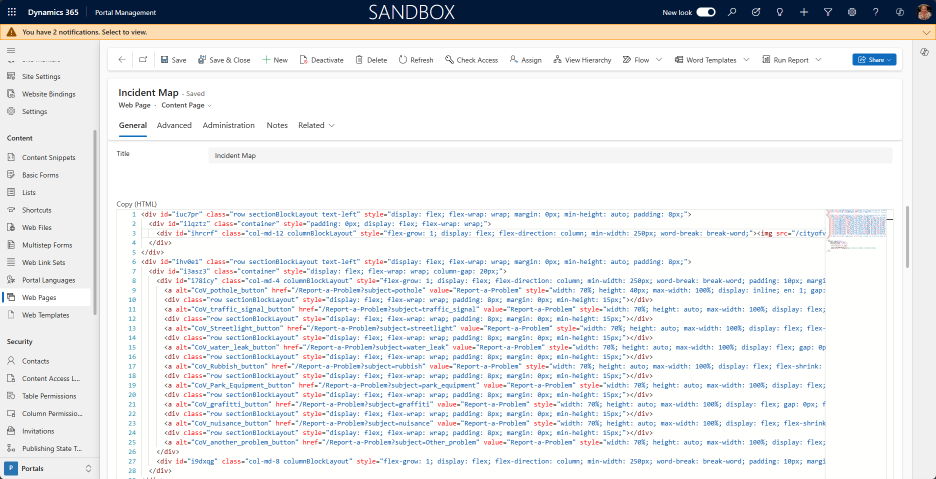 Dynamics 365 Portal Management SANDBOX New look ?
You have 2 notifications. Select to view.
Save Save & Close New Deactivate Delete Refresh Check Access Assign View Hierarchy Flow Word Templates Run Report Share
Site Settings
Website Bindings
Settings
Content
Content Snippets
Basic Forms
Lists
Shortcuts
Web Files
Multistep Forms
Web Link Sets
Portal Languages
Web Pages
Web Templates
Security
Contacts
Content Access L...
Table Permissions
Column Permissio...
Invitations
Publishing State T...
P Portals
Incident Map - Saved
Web Page · Content Page
General Advanced Administration Notes Related
Title Incident Map
Copy (HTML)
1 <div id="iuc7pr" class="row sectionBlockLayout text-left" style="display: flex; flex-wrap: wrap; margin: 0px; min-height: auto; padding: 8px;">
2 <div id="ilqztz" class="container" style="padding: 0px; display: flex; flex-wrap: wrap;">
3 <div id="ihrcrf" class="col-md-12 columnBlockLayout" style="flex-grow: 1; display: flex; flex-direction: column; min-width: 250px; word-break: break-word;"><img src="/cityofv
4 </div>
5 </div>
6 <div id="ihv0ei" class="row sectionBlockLayout text-left" style="display: flex; flex-wrap: wrap; margin: 0px; min-height: auto; padding: 8px;">
7 <div id="i3asr3" class="container" style="display: flex; flex-wrap: wrap; column-gap: 20px;">
8 <div id="i78icy" class="col-md-4 columnBlockLayout" style="flex-grow: 1; display: flex; flex-direction: column; min-width: 250px; word-break: break-word; padding: 10px; margi
9 <a alt="CoV_pothole_button" href="/Report-a-Problem?subject=pothole" value="Report-a-Problem" style="width: 70%; height: 40px; max-width: 100%; display: inline; en: 1; gap:
10 <div class="row sectionBlockLayout" style="display: flex; flex-wrap: wrap; padding: 8px; margin: 0px; min-height: 15px;"></div>
11 <a alt="CoV_traffic_signal_button" href="/Report-a-Problem?subject=traffic_signal" value="Report-a-Problem" style="width: 70%; height: auto; max-width: 100%; display: flex;
12 <div class="row sectionBlockLayout" style="display: flex; flex-wrap: wrap; padding: 8px; margin: 0px; min-height: 15px;"></div>
13 <a alt="CoV_Streetlight_button" href="/Report-a-Problem?subject=streetlight" value="Report-a-Problem" style="width: 70%; height: auto; max-width: 100%; display: flex; flex-
14 <div class="row sectionBlockLayout" style="display: flex; flex-wrap: wrap; padding: 8px; margin: 0px; min-height: 15px;"></div>
15 <a alt="CoV_water_leak_button" href="/Report-a-Problem?subject=water_leak" value="Report-a-Problem" style="width: 70%; height: auto; max-width: 100%; display: flex; gap: 0p
16 <div class="row sectionBlockLayout" style="display: flex; flex-wrap: wrap; padding: 8px; margin: 0px; min-height: 15px;"></div>
17 <a alt="CoV_Rubbish_button" href="/Report-a-Problem?subject=rubbish" value="Report-a-Problem" style="width: 70%; height: auto; max-width: 100%; display: flex; flex-shrink:
18 <div class="row sectionBlockLayout" style="display: flex; flex-wrap: wrap; padding: 8px; margin: 0px; min-height: 15px;"></div>
19 <a alt="CoV_Park_Equipment_button" href="/Report-a-Problem?subject=park_equipment" value="Report-a-Problem" style="width: 70%; height: auto; max-width: 100%; display: flex;
20 <div class="row sectionBlockLayout" style="display: flex; flex-wrap: wrap; padding: 8px; margin: 0px; min-height: 15px;"></div>
21 <a alt="CoV_grafitti_button" href="/Report-a-Problem?subject=graffiti" value="Report-a-Problem" style="width: 70%; height: auto; max-width: 100%; display: flex; gap: 0px; f
22 <div class="row sectionBlockLayout" style="display: flex; flex-wrap: wrap; padding: 8px; margin: 0px; min-height: 15px;"></div>
23 <a alt="CoV_nuisance_button" href="/Report-a-Problem?subject=nuisance" value="Report-a-Problem" style="width: 70%; height: auto; max-width: 100%; display: flex; flex-shrink
24 <div class="row sectionBlockLayout" style="display: flex; flex-wrap: wrap; padding: 8px; margin: 0px; min-height: 15px;"></div>
25 <a alt="CoV_another_problem_button" href="/Report-a-Problem?subject=Other_problem" value="Report-a-Problem" style="width: 70%; height: auto; max-width: 100%; display: flex;
26 </div>
27 <div id="i9dxqg" class="col-md-8 columnBlockLayout" style="flex-grow: 1; display: flex; flex-direction: column; min-width: 250px; word-break: break-word; padding: 10px; margi
28 </div>